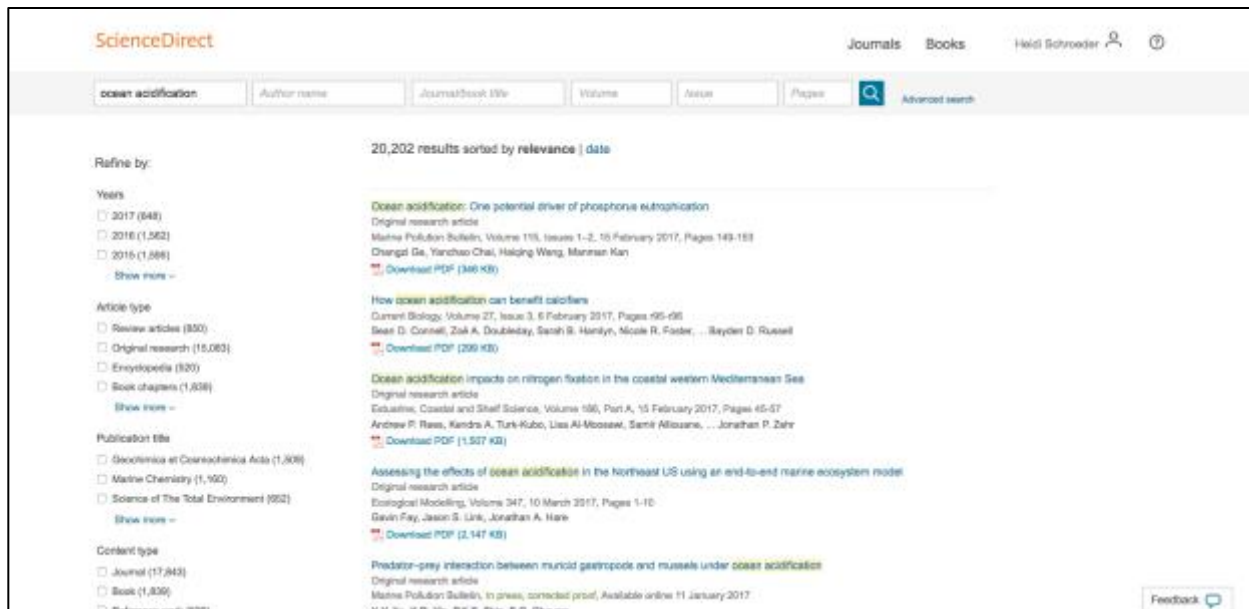 ScienceDirect
Journals Books Heidi Schroeder
ocean acidification Author name Journal/book title Volume Issue Pages Advanced search
20,202 results sorted by relevance | date
Refine by:
Years
2017 (648)
2016 (1,562)
2015 (1,596)
Show more
Article type
Review articles (850)
Original research (15,083)
Encyclopedia (520)
Book chapters (1,839)
Show more
Publication title
Geochimica et Cosmochimica Acta (1,509)
Marine Chemistry (1,160)
Science of The Total Environment (652)
Show more
Content type
Journal (17,843)
Book (1,839)
Ocean acidification: One potential driver of phosphorus eutrophication
Original research article
Marine Pollution Bulletin, Volume 115, Issues 1–2, 15 February 2017, Pages 149-153
Changzi Ge, Yanchao Chai, Haiqing Wang, Manman Kan
Download PDF (346 KB)
How ocean acidification can benefit calcifiers
Current Biology, Volume 27, Issue 3, 6 February 2017, Pages r95-r96
Sean D. Connell, Zoë A. Doubleday, Sarah B. Hamlyn, Nicole R. Foster, ... Bayden D. Russell
Download PDF (299 KB)
Ocean acidification impacts on nitrogen fixation in the coastal western Mediterranean Sea
Original research article
Estuarine, Coastal and Shelf Science, Volume 186, Part A, 15 February 2017, Pages 45-57
Andrew P. Rees, Kendra A. Turk-Kubo, Lisa Al-Moosawi, Samir Alliouane, ... Jonathan P. Zehr
Download PDF (1,507 KB)
Assessing the effects of ocean acidification in the Northeast US using an end-to-end marine ecosystem model
Original research article
Ecological Modelling, Volume 347, 10 March 2017, Pages 1-10
Gavin Fay, Jason S. Link, Jonathan A. Hare
Download PDF (2,147 KB)
Predator–prey interaction between muricid gastropods and mussels under ocean acidification
Original research article
Marine Pollution Bulletin, In press, corrected proof, Available online 11 January 2017
Feedback